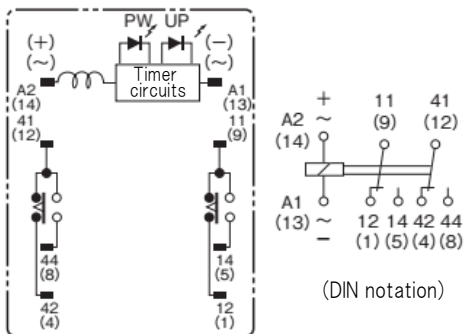 PW UP
(+) (−)
(~) (~)
Timer
circuits
A2 A1
(14) (13)
41 11
(12) (9)
44 14
(8) (5)
42 12
(4) (1)
+ 11 41
A2 ~ (9) (12)
(14)
A1
(13) ~ 12 14 42 44
− (1) (5) (4) (8)
(DIN notation)